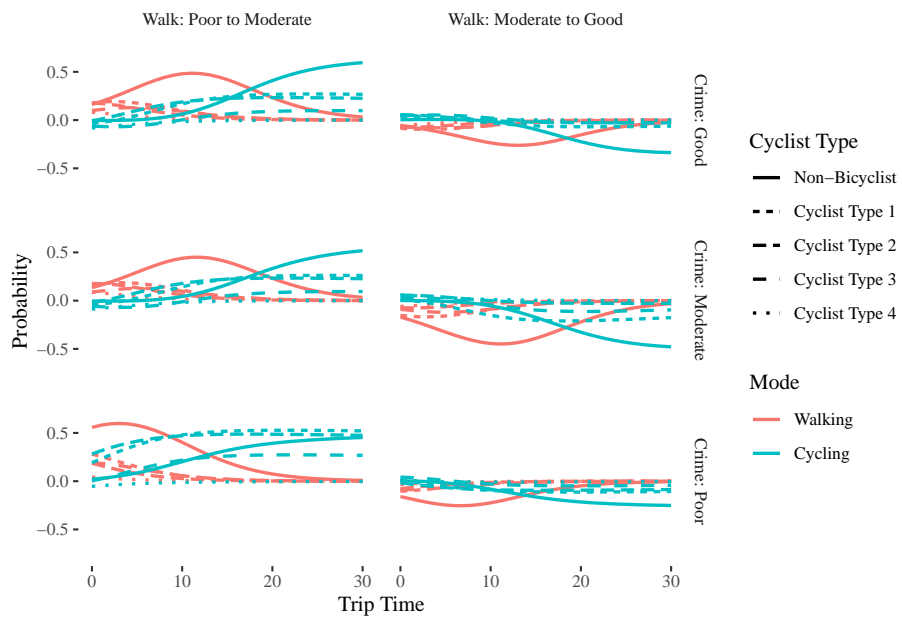 Walk: Poor to Moderate
Walk: Moderate to Good
0.5
0.0
−0.5
Crime: Good
0.5
0.0
−0.5
Crime: Moderate
0.5
0.0
−0.5
Crime: Poor
Probability
0 10 20 30
0 10 20 30
Trip Time
Cyclist Type
Non−Bicyclist
Cyclist Type 1
Cyclist Type 2
Cyclist Type 3
Cyclist Type 4
Mode
Walking
Cycling